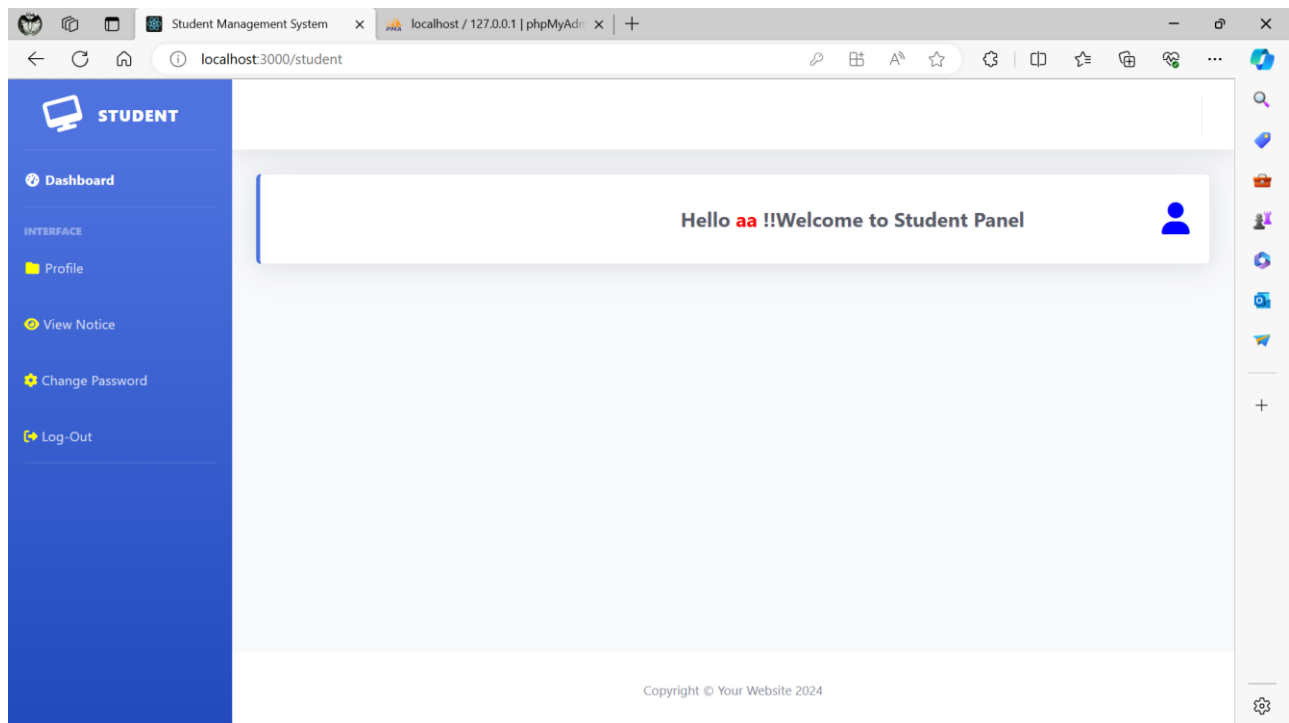 Student Management System
localhost / 127.0.0.1 | phpMyAdn
localhost:3000/student
STUDENT
Dashboard
INTERFACE
Profile
View Notice
Change Password
Log-Out
Hello aa !!Welcome to Student Panel
Copyright © Your Website 2024